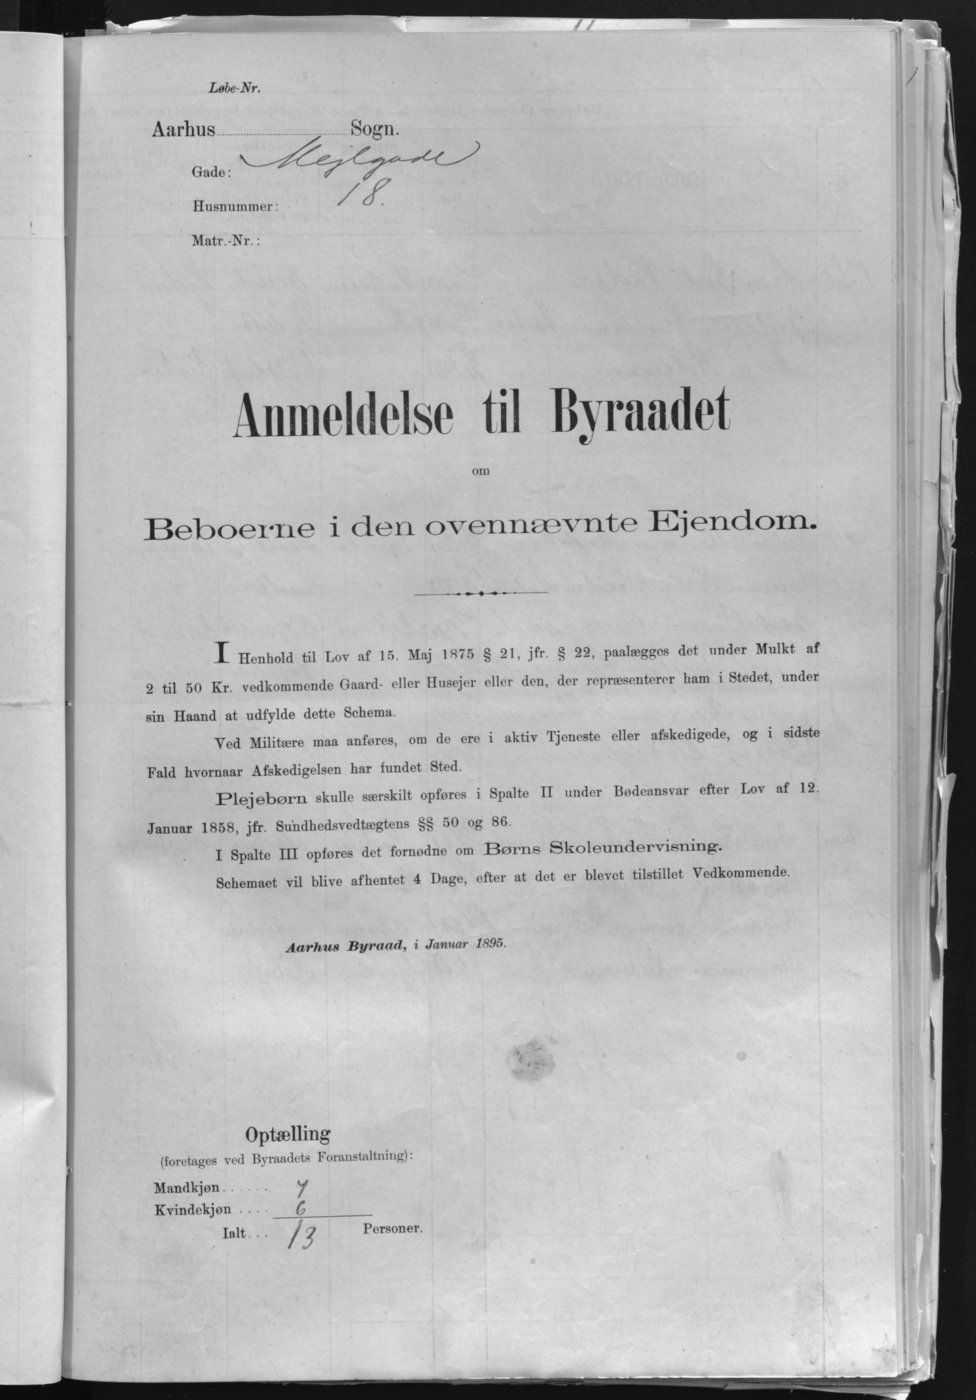 Løbe-Nr.
Aarhus Sogn.
Gade: Mejlgade
Husnummer: 18.
Matr.-Nr.:
Anmeldelse til Byraadet
om
Beboerne i den ovennævnte Ejendom.
I Henhold til Lov af 15. Maj 1875 § 21, jfr. § 22, paalægges det under Mulkt af
2 til 50 Kr. vedkommende Gaard- eller Husejer eller den, der repræsenterer ham i Stedet, under
sin Haand at udfylde dette Schema.
Ved Militære maa anføres, om de ere i aktiv Tjeneste eller afskedigede, og i sidste
Fald hvornaar Afskedigelsen har fundet Sted.
Plejebørn skulle særskilt opføres i Spalte II under Bødeansvar efter Lov af 12.
Januar 1858, jfr. Sundhedsvedtægtens §§ 50 og 86.
I Spalte III opføres det fornødne om Børns Skoleundervisning.
Schemaet vil blive afhentet 4 Dage, efter at det er blevet tilstillet Vedkommende.
Aarhus Byraad, i Januar 1895.
Optælling
(foretages ved Byraadets Foranstaltning):
Mandkjøn...... 7
Kvindekjøn .... 6
Ialt... 13 Personer.